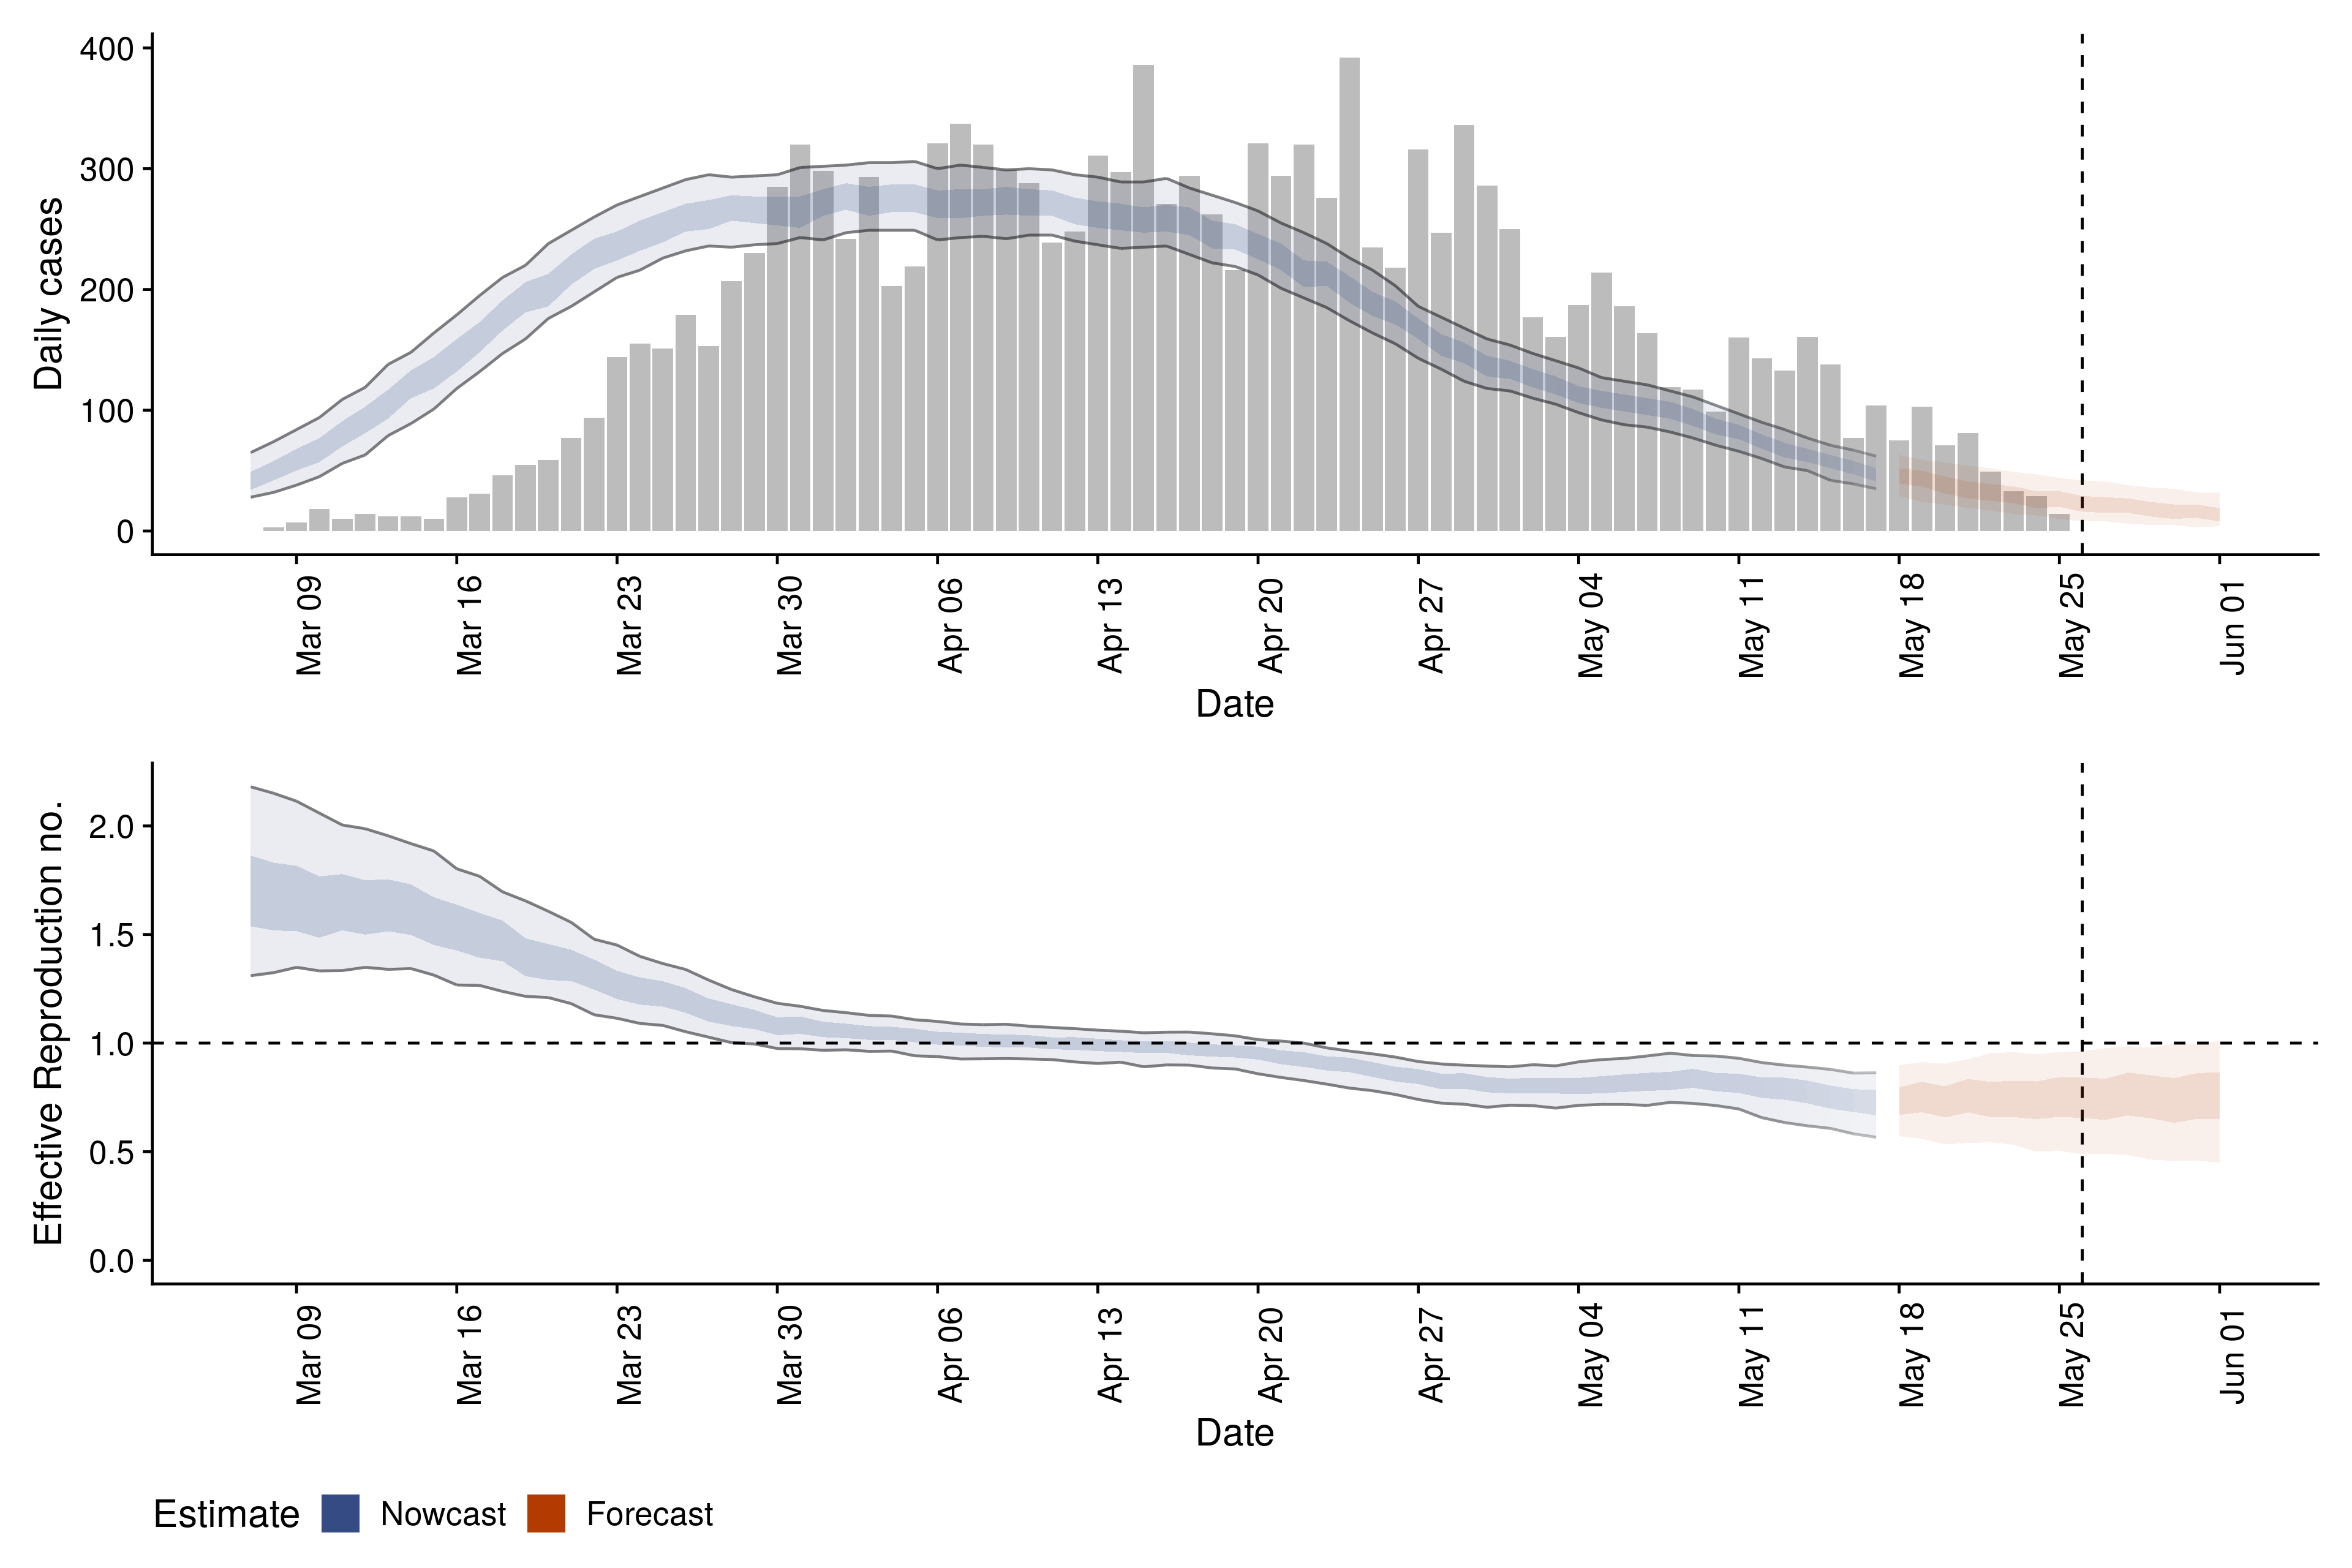 Daily cases
400
300
200
100
0
Mar 09 Mar 16 Mar 23 Mar 30 Apr 06 Apr 13 Apr 20 Apr 27 May 04 May 11 May 18 May 25 Jun 01
Date
Effective Reproduction no.
2.0
1.5
1.0
0.5
0.0
Mar 09 Mar 16 Mar 23 Mar 30 Apr 06 Apr 13 Apr 20 Apr 27 May 04 May 11 May 18 May 25 Jun 01
Date
Estimate Nowcast Forecast